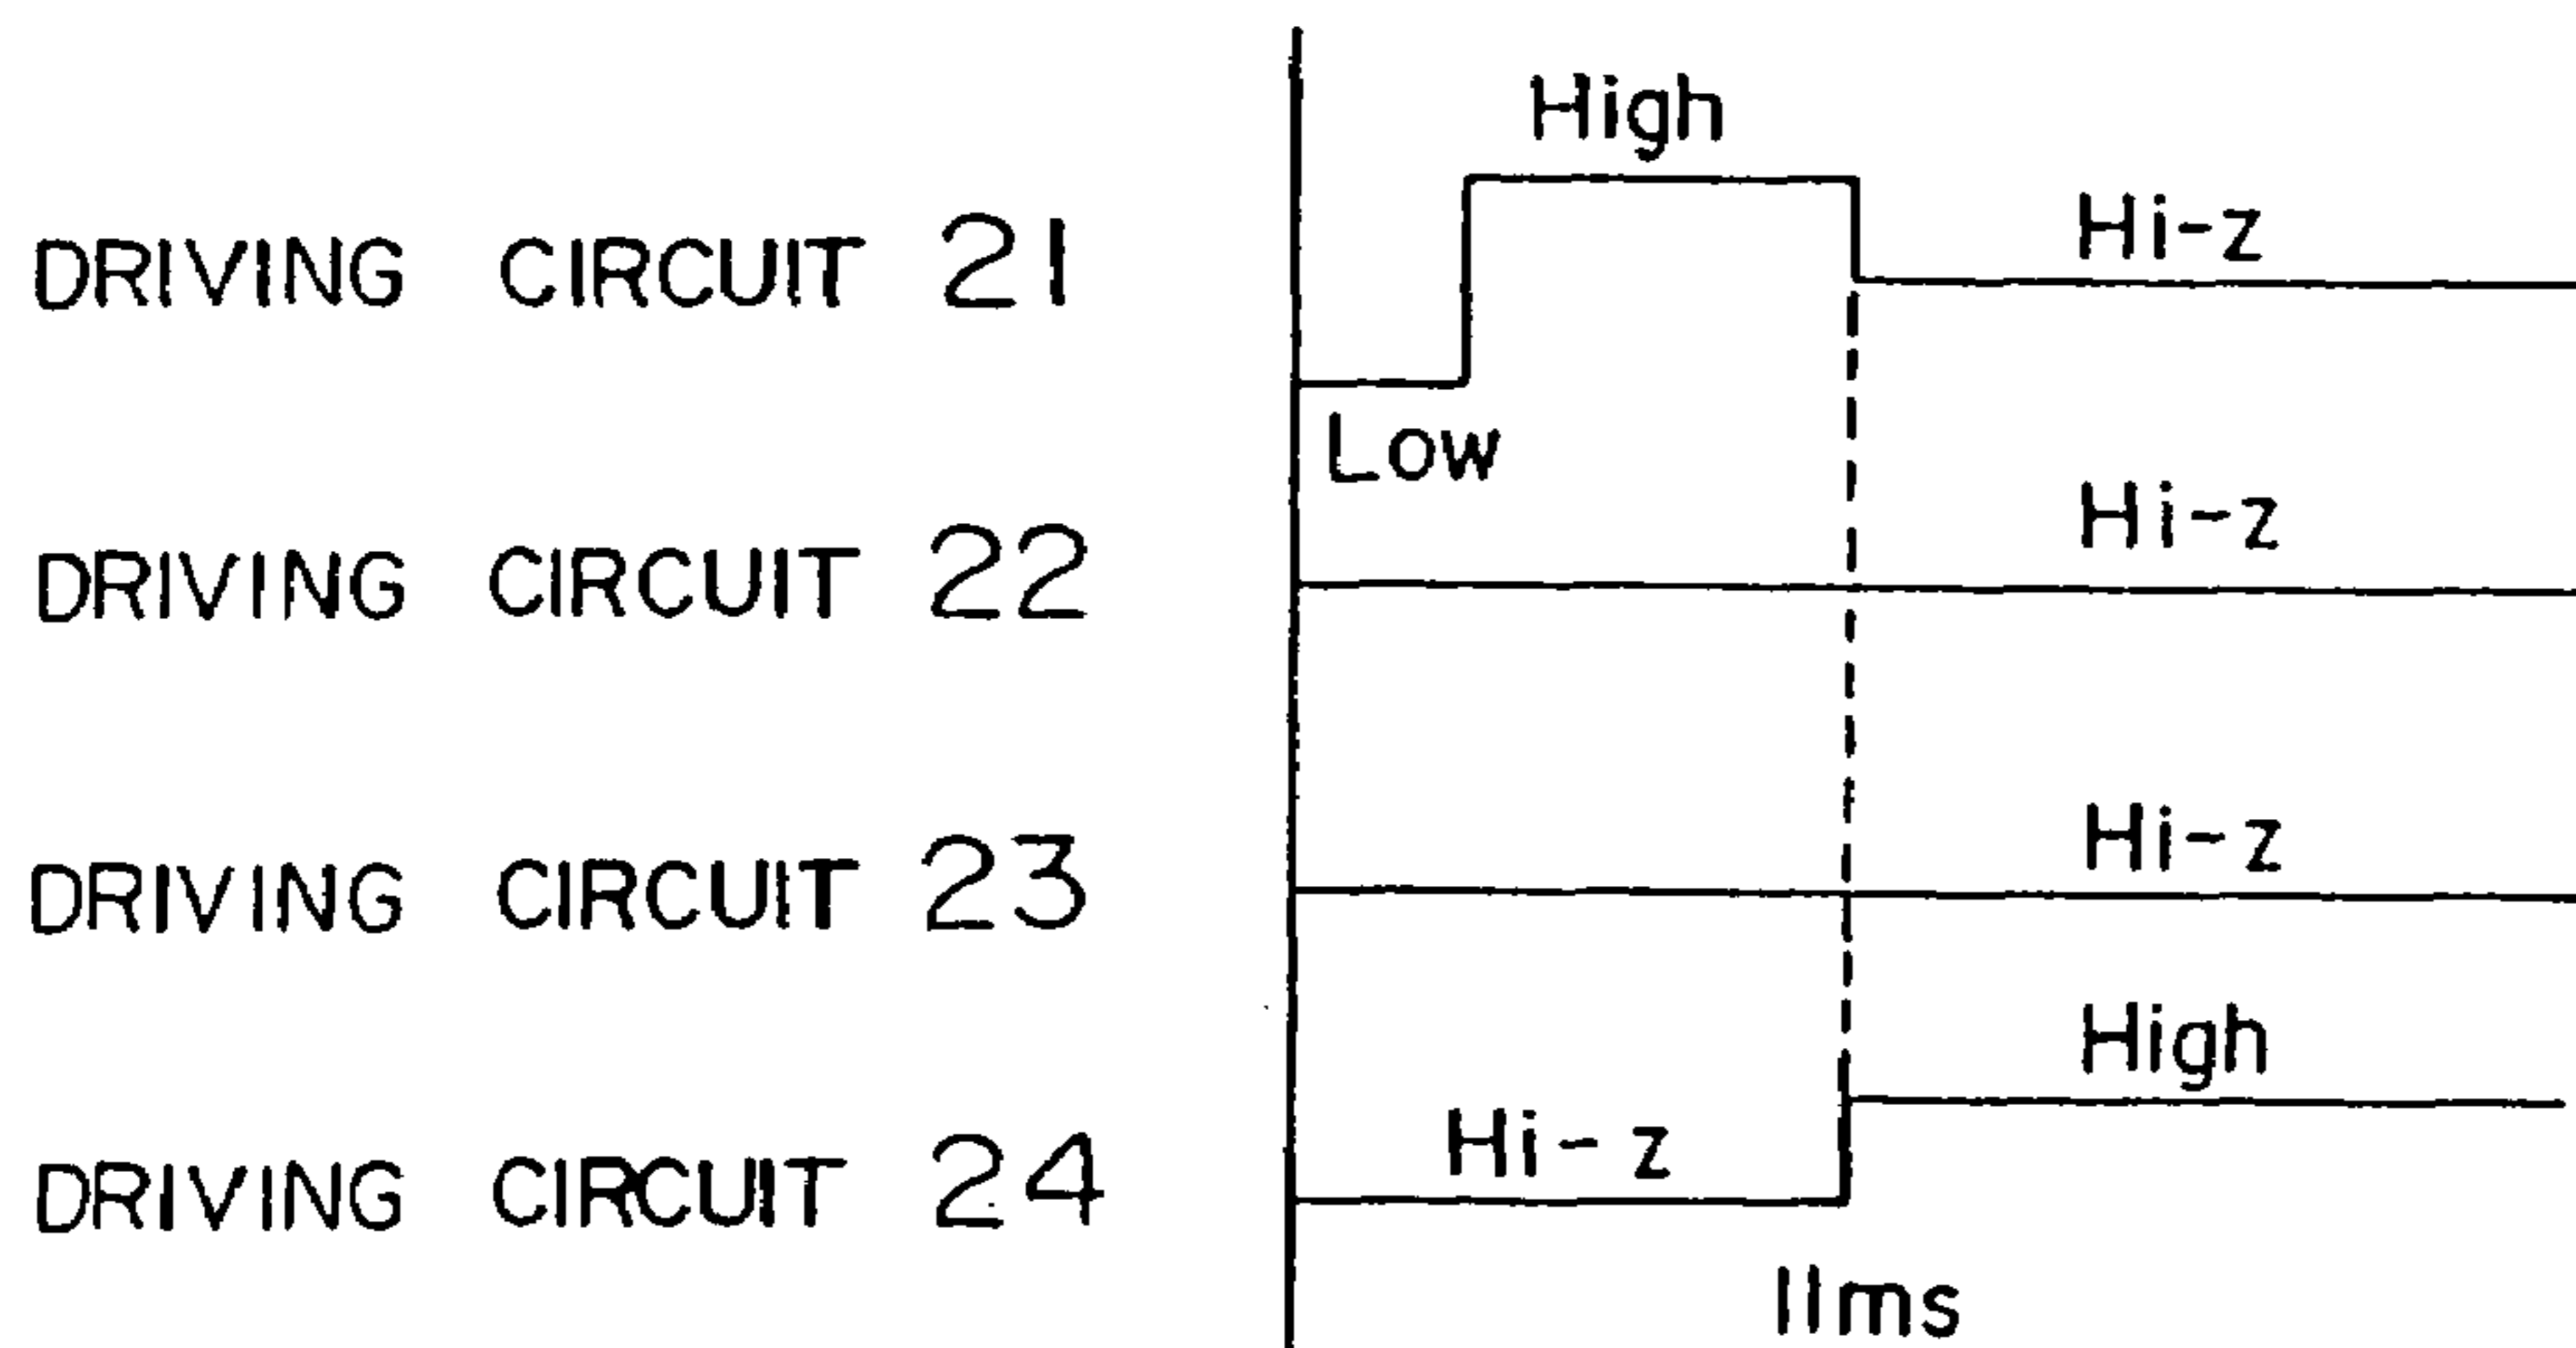 High
DRIVING CIRCUIT 21
Hi-z
Low
DRIVING CIRCUIT 22
Hi-z
DRIVING CIRCUIT 23
Hi-z
High
DRIVING CIRCUIT 24
Hi-z
11ms